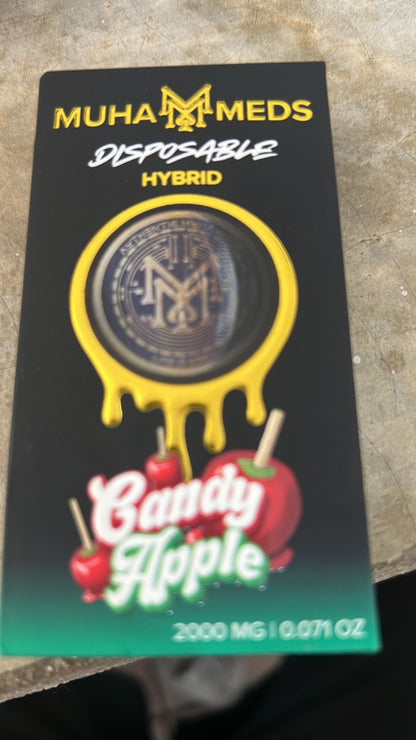 MUHA MEDS
DISPOSABLE
HYBRID
Candy
Apple
2000 MG | 0.071 OZ